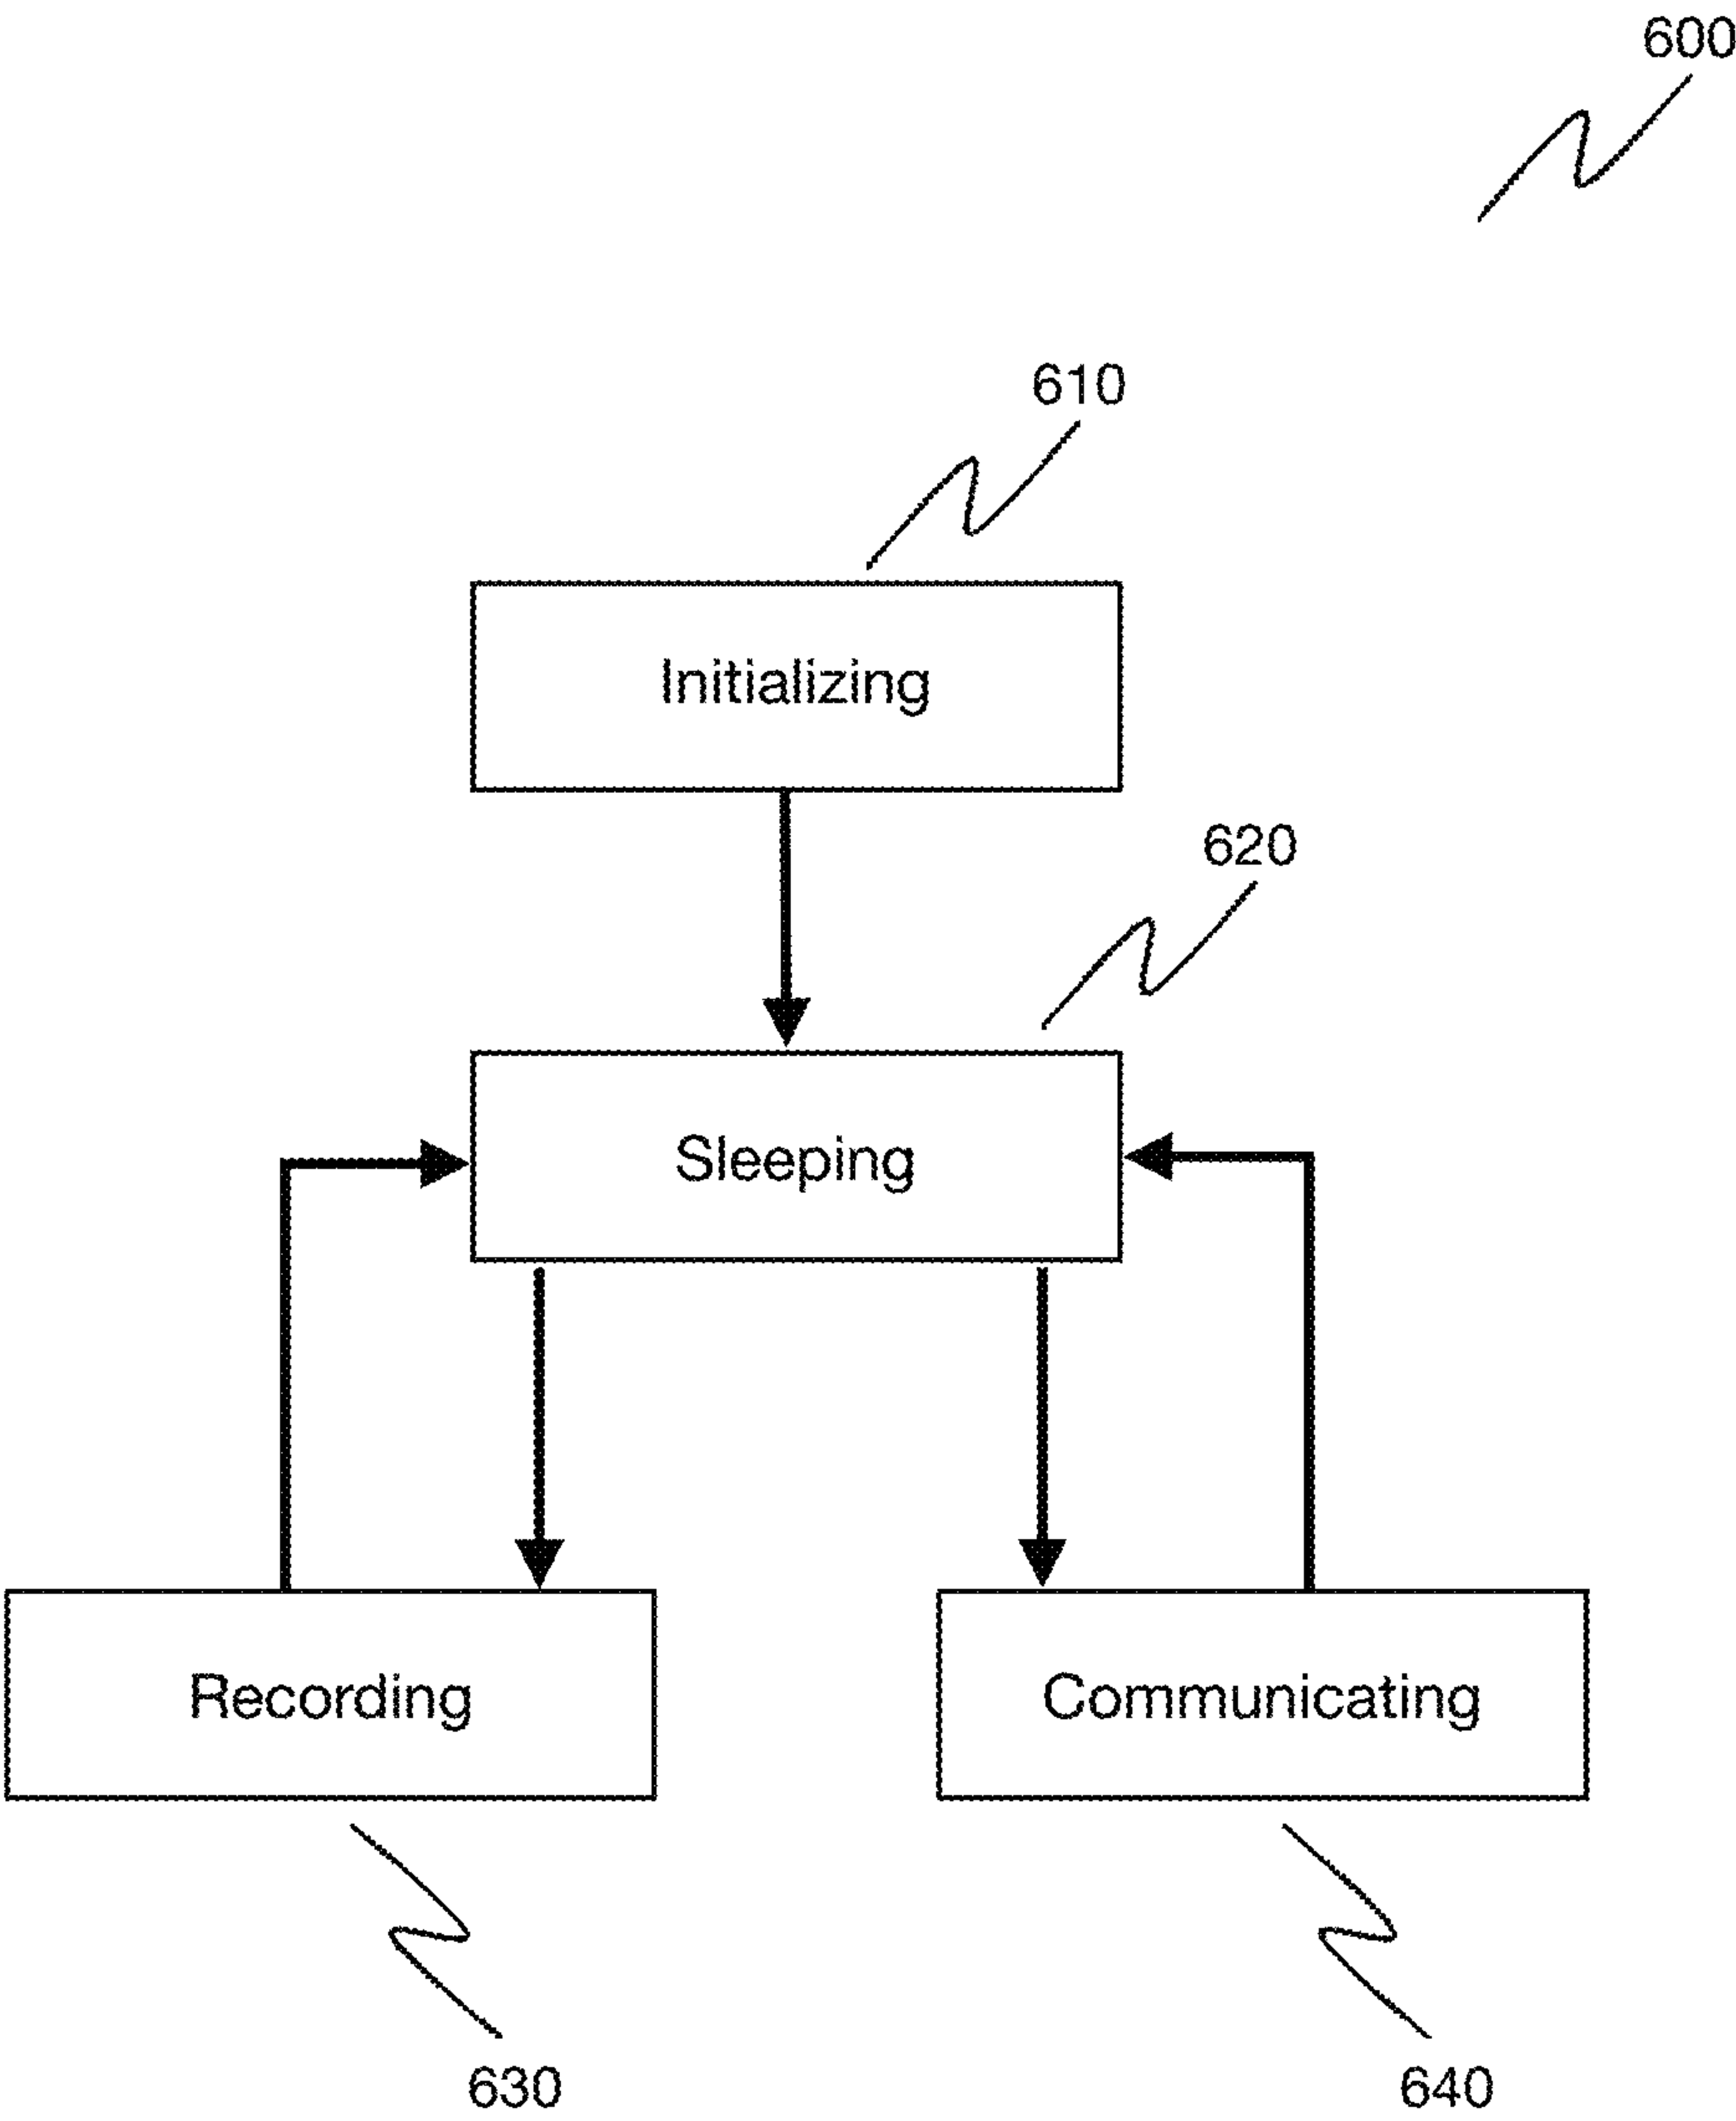 600
610
Initializing
620
Sleeping
Recording
Communicating
630
640